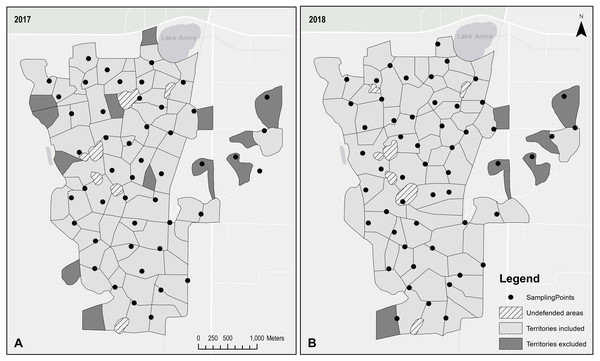 2017
Lake Annie
A
0 250 500 1,000 Meters
2018
Lake Annie
N
B
Legend
SamplingPoints
Undefended areas
Territories included
Territories excluded